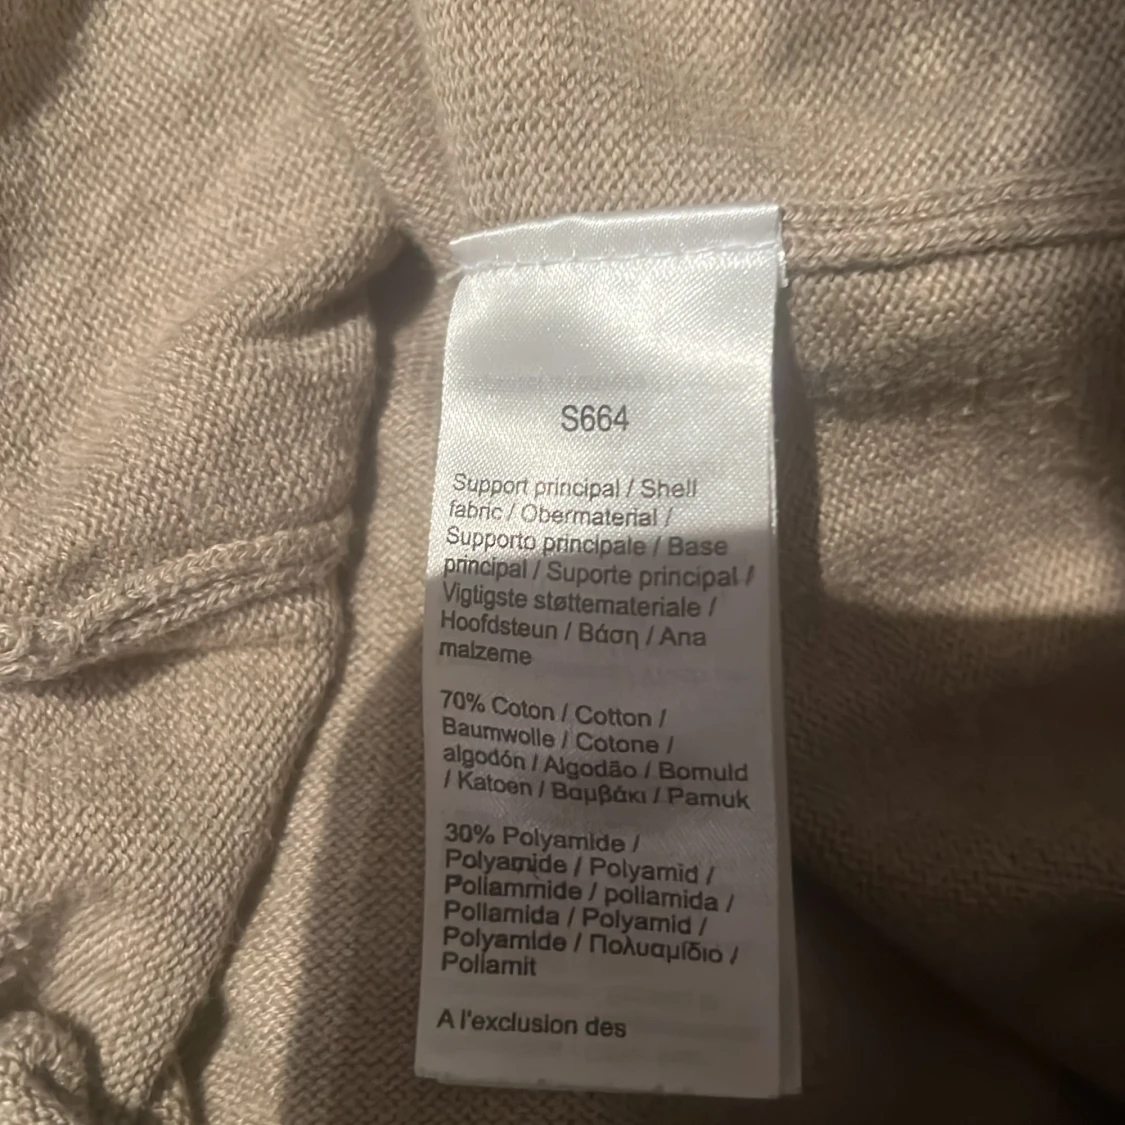 S664
Support principal / Shell
fabric / Obermaterial /
Supporto principale / Base
principal / Suporte principal /
Vigtigste støttemateriale /
Hoofdsteun / Βάση / Ana
malzeme
70% Coton / Cotton /
Baumwolle / Cotone /
algodón / Algodão / Bomuld
/ Katoen / Βαμβάκι / Pamuk
30% Polyamide /
Polyamide / Polyamid /
Poliammide / poliamida /
Poliamida / Polyamid /
Polyamide / Πολυαμίδιο /
Poliamit
A l'exclusion des